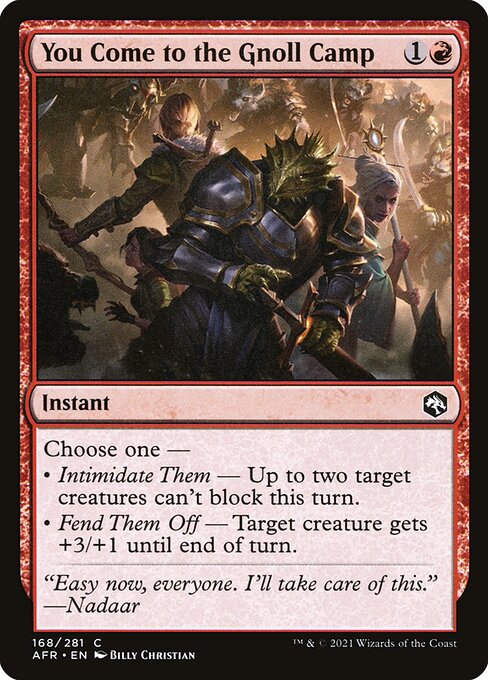 You Come to the Gnoll Camp 1
Instant
Choose one —
• Intimidate Them — Up to two target
creatures can't block this turn.
• Fend Them Off — Target creature gets
+3/+1 until end of turn.
“Easy now, everyone. I'll take care of this.”
—Nadaar
168/281 C
AFR • EN Billy Christian
™ & © 2021 Wizards of the Coast